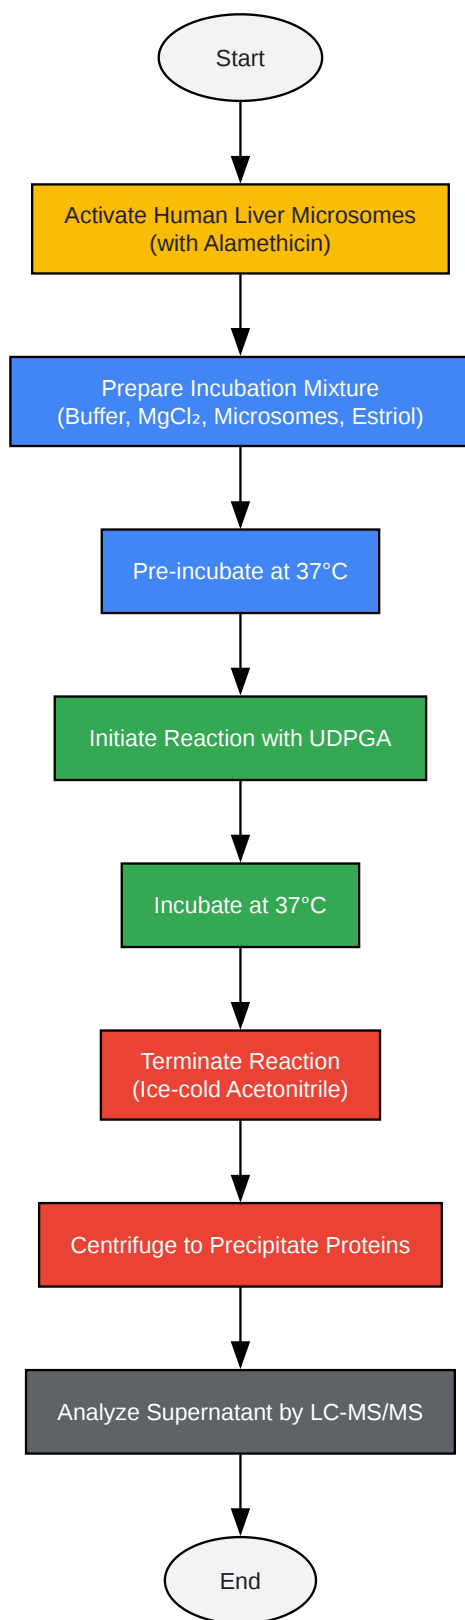 Start
Activate Human Liver Microsomes
(with Alamethicin)
Prepare Incubation Mixture
(Buffer, MgCl₂, Microsomes, Estriol)
Pre-incubate at 37°C
Initiate Reaction with UDPGA
Incubate at 37°C
Terminate Reaction
(Ice-cold Acetonitrile)
Centrifuge to Precipitate Proteins
Analyze Supernatant by LC-MS/MS
End